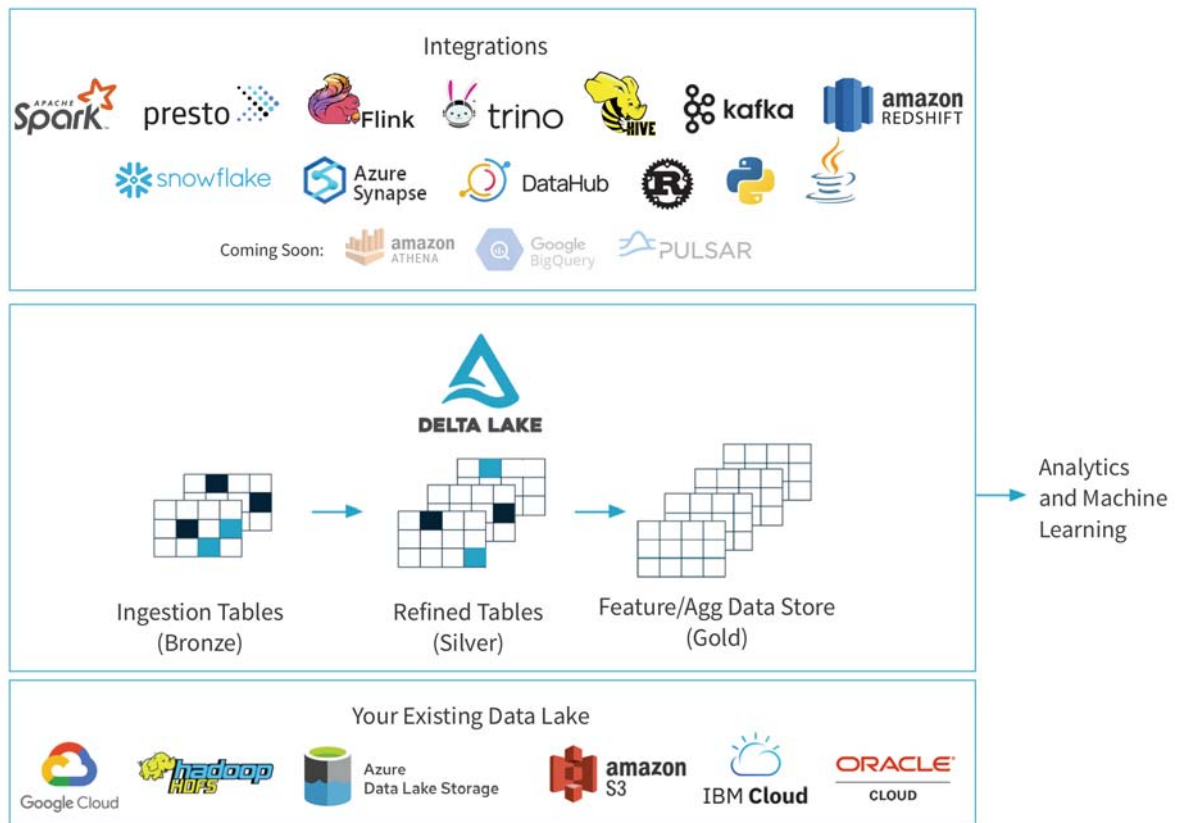 Integrations
APACHE
Spark
presto
Flink
trino
HIVE
kafka
amazon
REDSHIFT
snowflake
Azure
Synapse
DataHub
R
Coming Soon:
amazon
ATHENA
Google
BigQuery
PULSAR
DELTA LAKE
Ingestion Tables
(Bronze)
Refined Tables
(Silver)
Feature/Agg Data Store
(Gold)
Analytics
and Machine
Learning
Your Existing Data Lake
Google Cloud
hadoop
HDFS
Azure
Data Lake Storage
amazon
S3
IBM Cloud
ORACLE
CLOUD